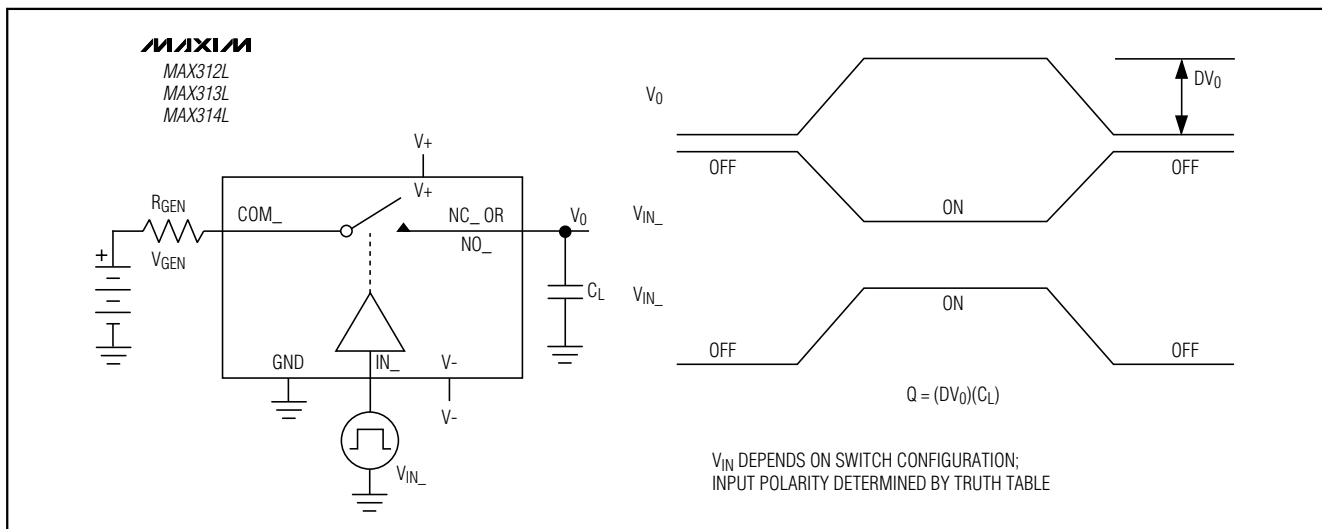 MAXIM
MAX312L
MAX313L
MAX314L
V+
V+
RGEN
COM_
NC_ OR
NO_
V0
VGEN
+
CL
GND
IN_
V-
V-
VIN_
V0
DV0
OFF
OFF
VIN_
ON
VIN_
ON
OFF
OFF
Q = (DV0)(CL)
VIN DEPENDS ON SWITCH CONFIGURATION;
INPUT POLARITY DETERMINED BY TRUTH TABLE